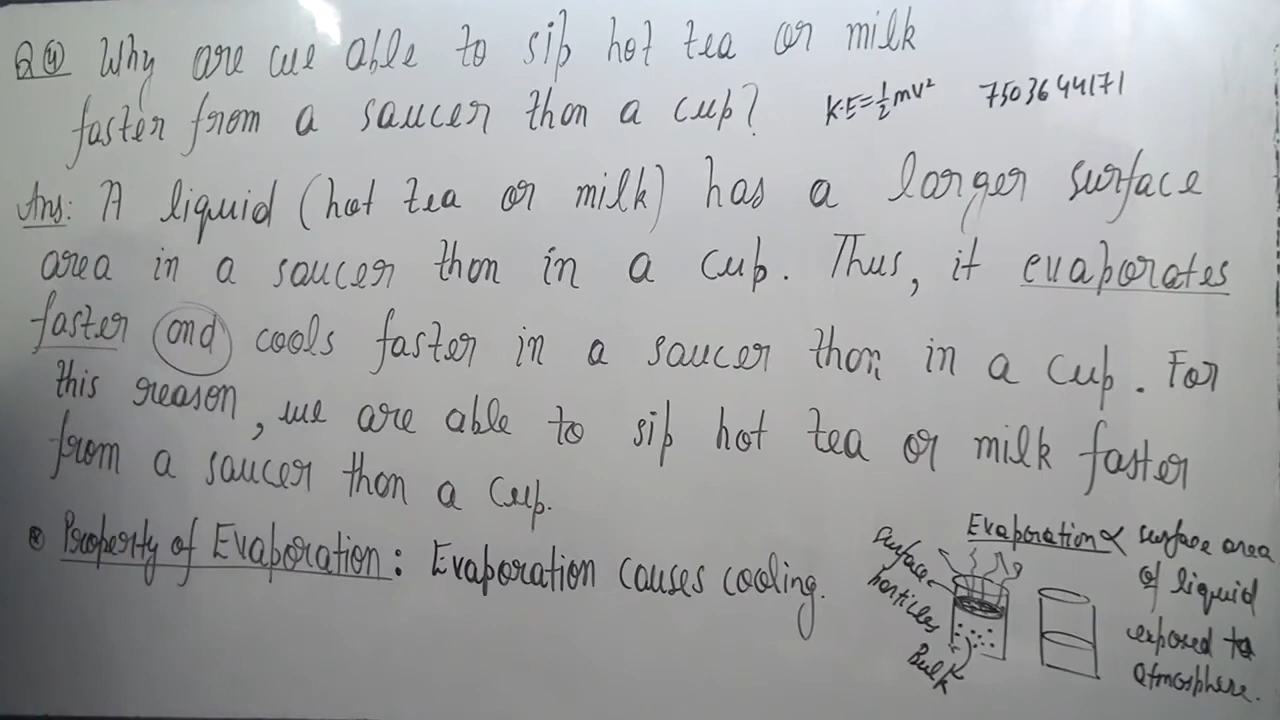 Q④ Why are we able to sip hot tea or milk
faster from a saucer than a cup?
K·E=½mv²
7503644171
Ans: A liquid (hot tea or milk) has a larger surface
area in a saucer than in a cup. Thus, it evaporates
faster and cools faster in a saucer than in a cup. For
this reason, we are able to sip hot tea or milk faster
from a saucer than a cup.
Property of Evaporation: Evaporation causes cooling.
Surface
particles
Bulk
Evaporation ∝ surface area
of liquid
exposed to
atmosphere.